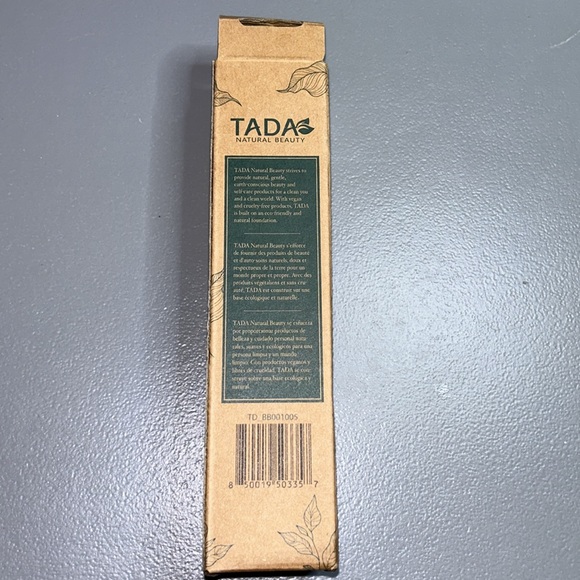 TADA
NATURAL BEAUTY
TADA Natural Beauty strives to
provide natural, gentle,
earth-conscious beauty and
self-care products for a clean you
and a clean world. With vegan
and cruelty-free products, TADA
is built on an eco-friendly and
natural foundation.
TADA Natural Beauty s'efforce
de fournir des produits de beauté
et d'auto-soins naturels, doux et
respectueux de la terre pour un
monde propre et propre. Avec des
produits végétaliens et sans cru-
auté, TADA est construit sur une
base écologique et naturelle.
TADA Natural Beauty se esfuerza
por proporcionar productos de
belleza y cuidado personal natu-
rales, suaves y ecológicos para una
persona limpia y un mundo
limpio. Con productos veganos y
libres de crueldad, TADA se con-
struye sobre una base ecológica y
natural.
TD_BB001005
8 50019 50335 7